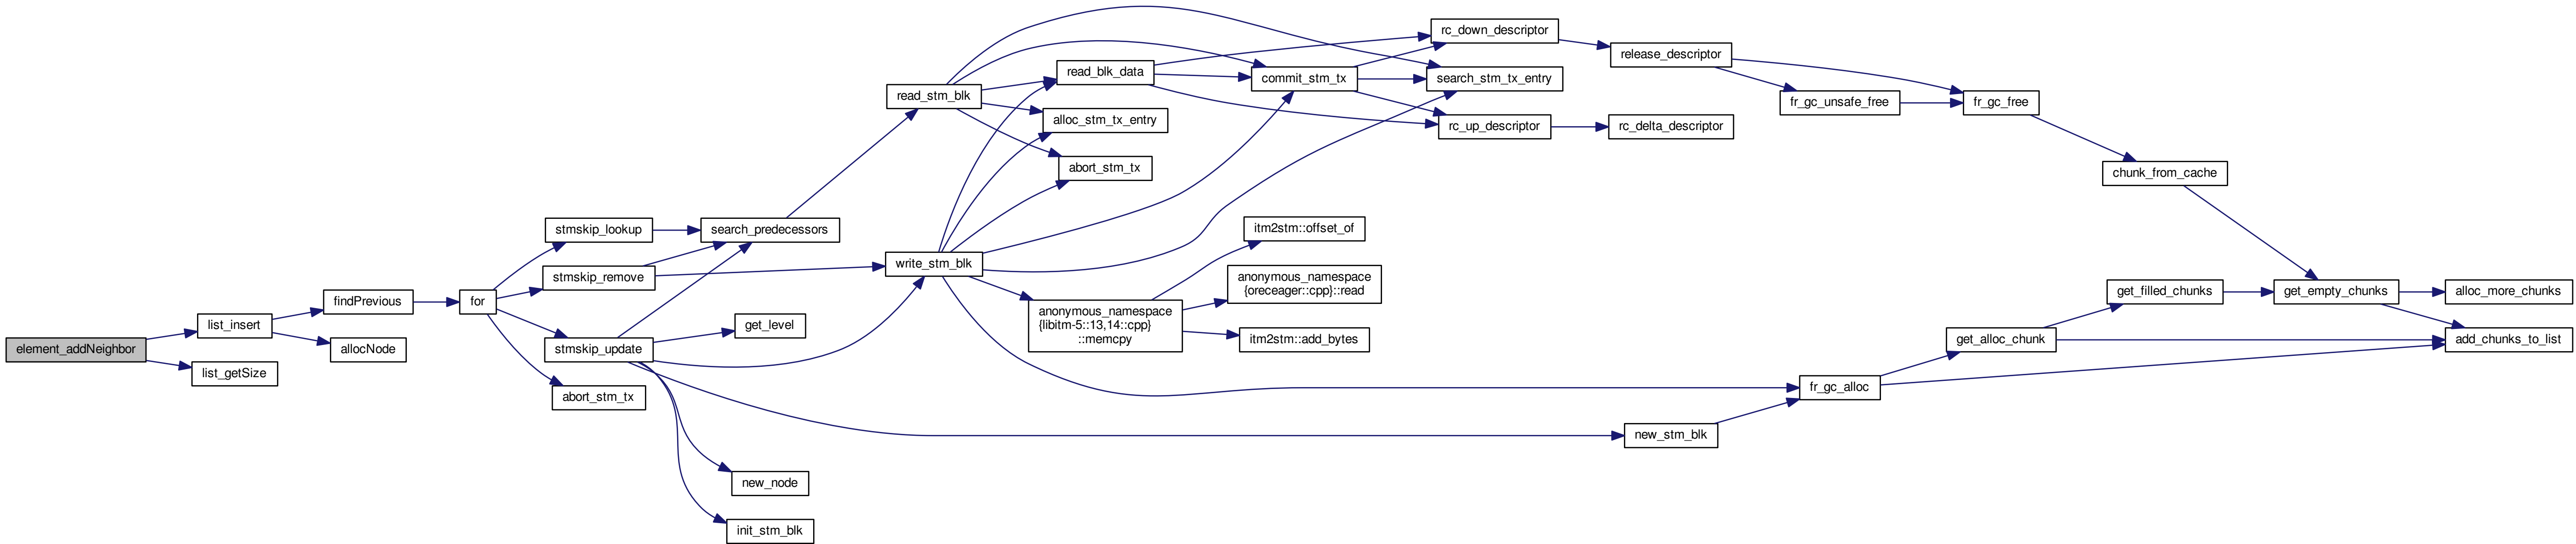 element_addNeighbor
list_insert
list_getSize
findPrevious
allocNode
for
stmskip_lookup
stmskip_remove
stmskip_update
abort_stm_tx
search_predecessors
get_level
new_node
init_stm_blk
read_stm_blk
write_stm_blk
read_blk_data
alloc_stm_tx_entry
abort_stm_tx
anonymous_namespace
{libitm-5::13,14::cpp}
::memcpy
commit_stm_tx
itm2stm::offset_of
anonymous_namespace
{oreceager::cpp}::read
itm2stm::add_bytes
rc_down_descriptor
search_stm_tx_entry
rc_up_descriptor
release_descriptor
rc_delta_descriptor
new_stm_blk
fr_gc_unsafe_free
fr_gc_alloc
fr_gc_free
get_alloc_chunk
chunk_from_cache
get_filled_chunks
get_empty_chunks
alloc_more_chunks
add_chunks_to_list